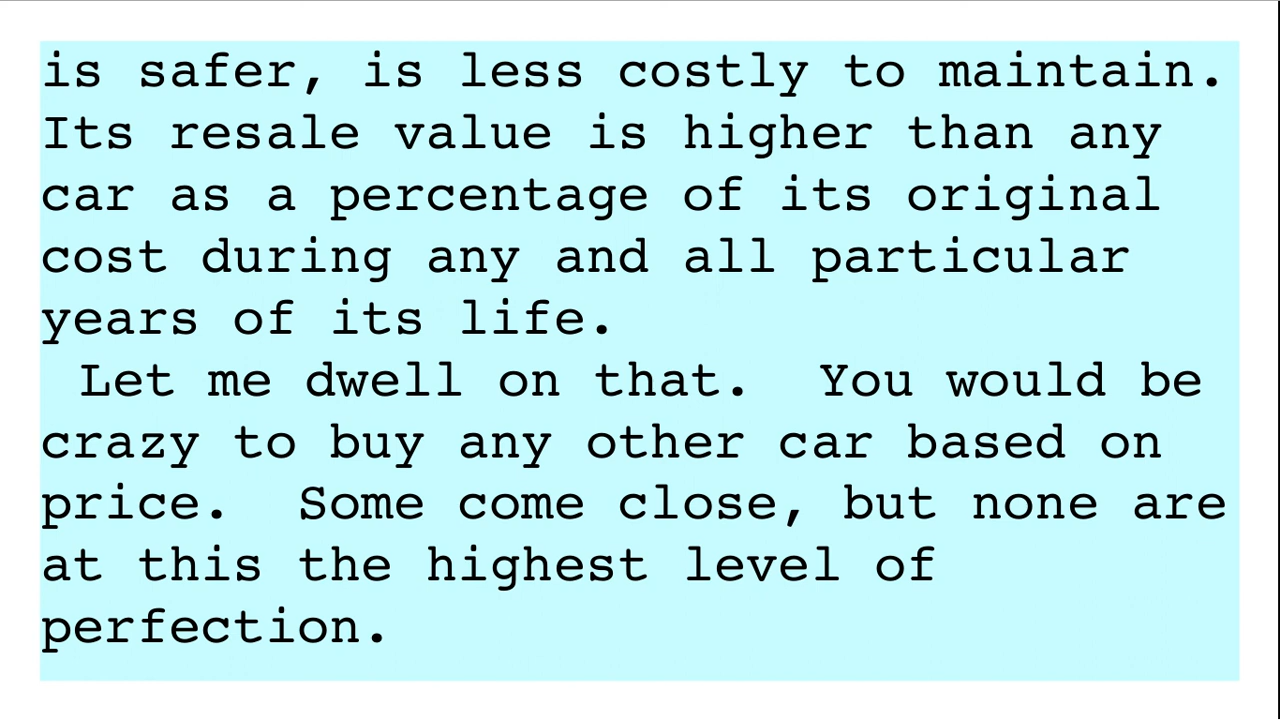 is safer, is less costly to maintain.
Its resale value is higher than any
car as a percentage of its original
cost during any and all particular
years of its life.
Let me dwell on that.  You would be
crazy to buy any other car based on
price.  Some come close, but none are
at this the highest level of
perfection.